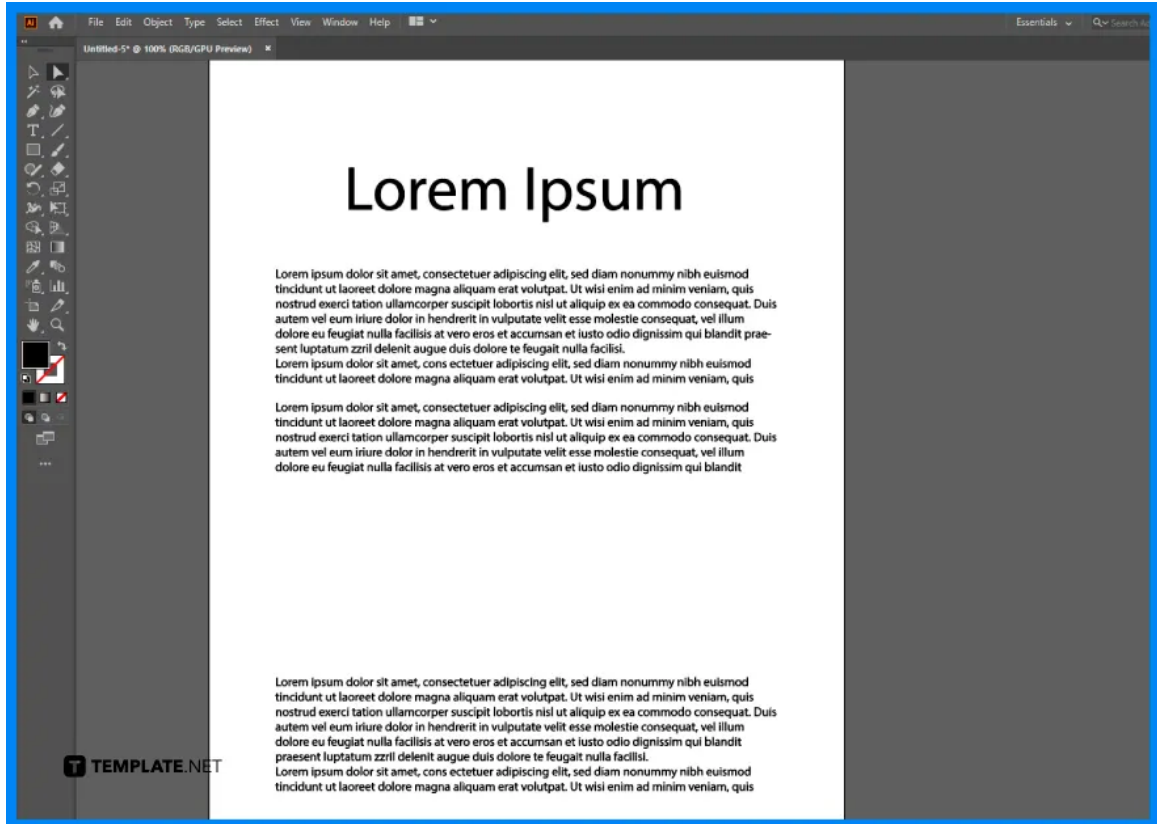 Ai File Edit Object Type Select Effect View Window Help Essentials Search Ad
Untitled-5* @ 100% (RGB/GPU Preview) ×
Lorem Ipsum
Lorem ipsum dolor sit amet, consectetuer adipiscing elit, sed diam nonummy nibh euismod
tincidunt ut laoreet dolore magna aliquam erat volutpat. Ut wisi enim ad minim veniam, quis
nostrud exerci tation ullamcorper suscipit lobortis nisl ut aliquip ex ea commodo consequat. Duis
autem vel eum iriure dolor in hendrerit in vulputate velit esse molestie consequat, vel illum
dolore eu feugiat nulla facilisis at vero eros et accumsan et iusto odio dignissim qui blandit prae-
sent luptatum zzril delenit augue duis dolore te feugait nulla facilisi.
Lorem ipsum dolor sit amet, cons ectetuer adipiscing elit, sed diam nonummy nibh euismod
tincidunt ut laoreet dolore magna aliquam erat volutpat. Ut wisi enim ad minim veniam, quis
Lorem ipsum dolor sit amet, consectetuer adipiscing elit, sed diam nonummy nibh euismod
tincidunt ut laoreet dolore magna aliquam erat volutpat. Ut wisi enim ad minim veniam, quis
nostrud exerci tation ullamcorper suscipit lobortis nisl ut aliquip ex ea commodo consequat. Duis
autem vel eum iriure dolor in hendrerit in vulputate velit esse molestie consequat, vel illum
dolore eu feugiat nulla facilisis at vero eros et accumsan et iusto odio dignissim qui blandit
Lorem ipsum dolor sit amet, consectetuer adipiscing elit, sed diam nonummy nibh euismod
tincidunt ut laoreet dolore magna aliquam erat volutpat. Ut wisi enim ad minim veniam, quis
nostrud exerci tation ullamcorper suscipit lobortis nisl ut aliquip ex ea commodo consequat. Duis
autem vel eum iriure dolor in hendrerit in vulputate velit esse molestie consequat, vel illum
dolore eu feugiat nulla facilisis at vero eros et accumsan et iusto odio dignissim qui blandit
praesent luptatum zzril delenit augue duis dolore te feugait nulla facilisi.
Lorem ipsum dolor sit amet, cons ectetuer adipiscing elit, sed diam nonummy nibh euismod
tincidunt ut laoreet dolore magna aliquam erat volutpat. Ut wisi enim ad minim veniam, quis
T TEMPLATE.NET